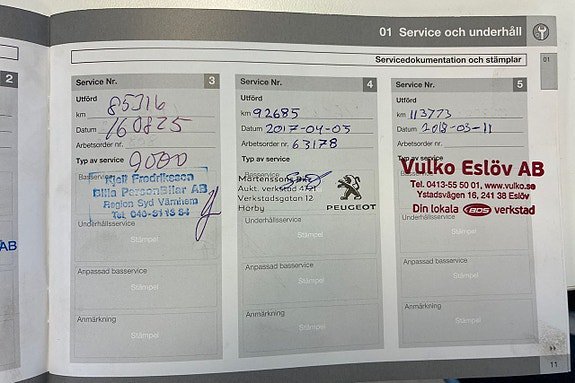 01 Service och underhåll
Servicedokumentation och stämplar
01
2
AB
Service Nr. 3
Utförd
km 85316
Datum 160825
Arbetsorder nr.
Typ av service
9000
Basservice
Kjell Fredriksson
Bilia PersonBilar AB
Region Syd Värnhem
Underhållsservice
Stämpel
Anpassad basservice
Stämpel
Anmärkning
Stämpel
Service Nr. 4
Utförd
km 92685
Datum 2017-04-05
Arbetsorder nr. 63178
Typ av service
Mårtenssons Bil
Aukt. verkstad 4721
Verkstadsgatan 12
Hörby
PEUGEOT
Underhållsservice
Stämpel
Anpassad basservice
Stämpel
Anmärkning
Stämpel
Service Nr. 5
Utförd
km 113773
Datum 2018-03-11
Arbetsorder nr.
Typ av service
Vulko Eslöv AB
Tel. 0413-55 50 01, www.vulko.se
Ystadsvägen 16, 241 38 Eslöv
Din lokala BDS verkstad
Underhållsservice
Stämpel
Anpassad basservice
Stämpel
Anmärkning
Stämpel
11